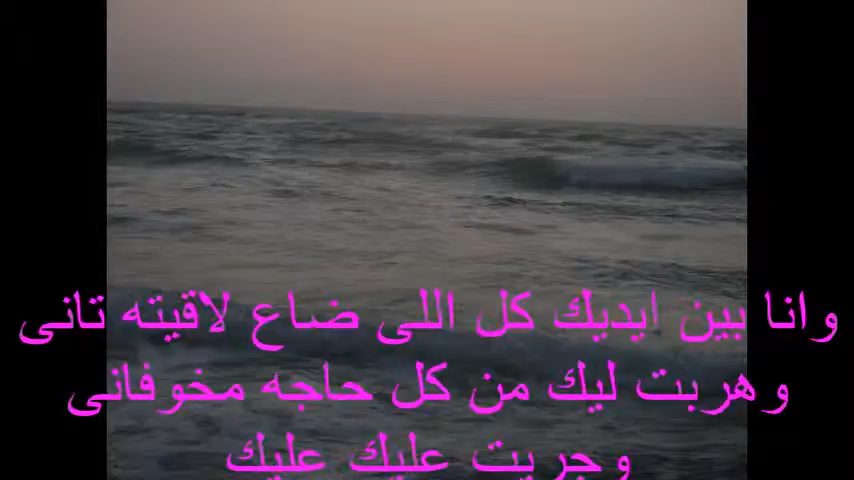 وانا بين ايديك كل اللى ضاع لاقيته تانى
وهربت ليك من كل حاجه مخوفانى
وجريت عليك عليك